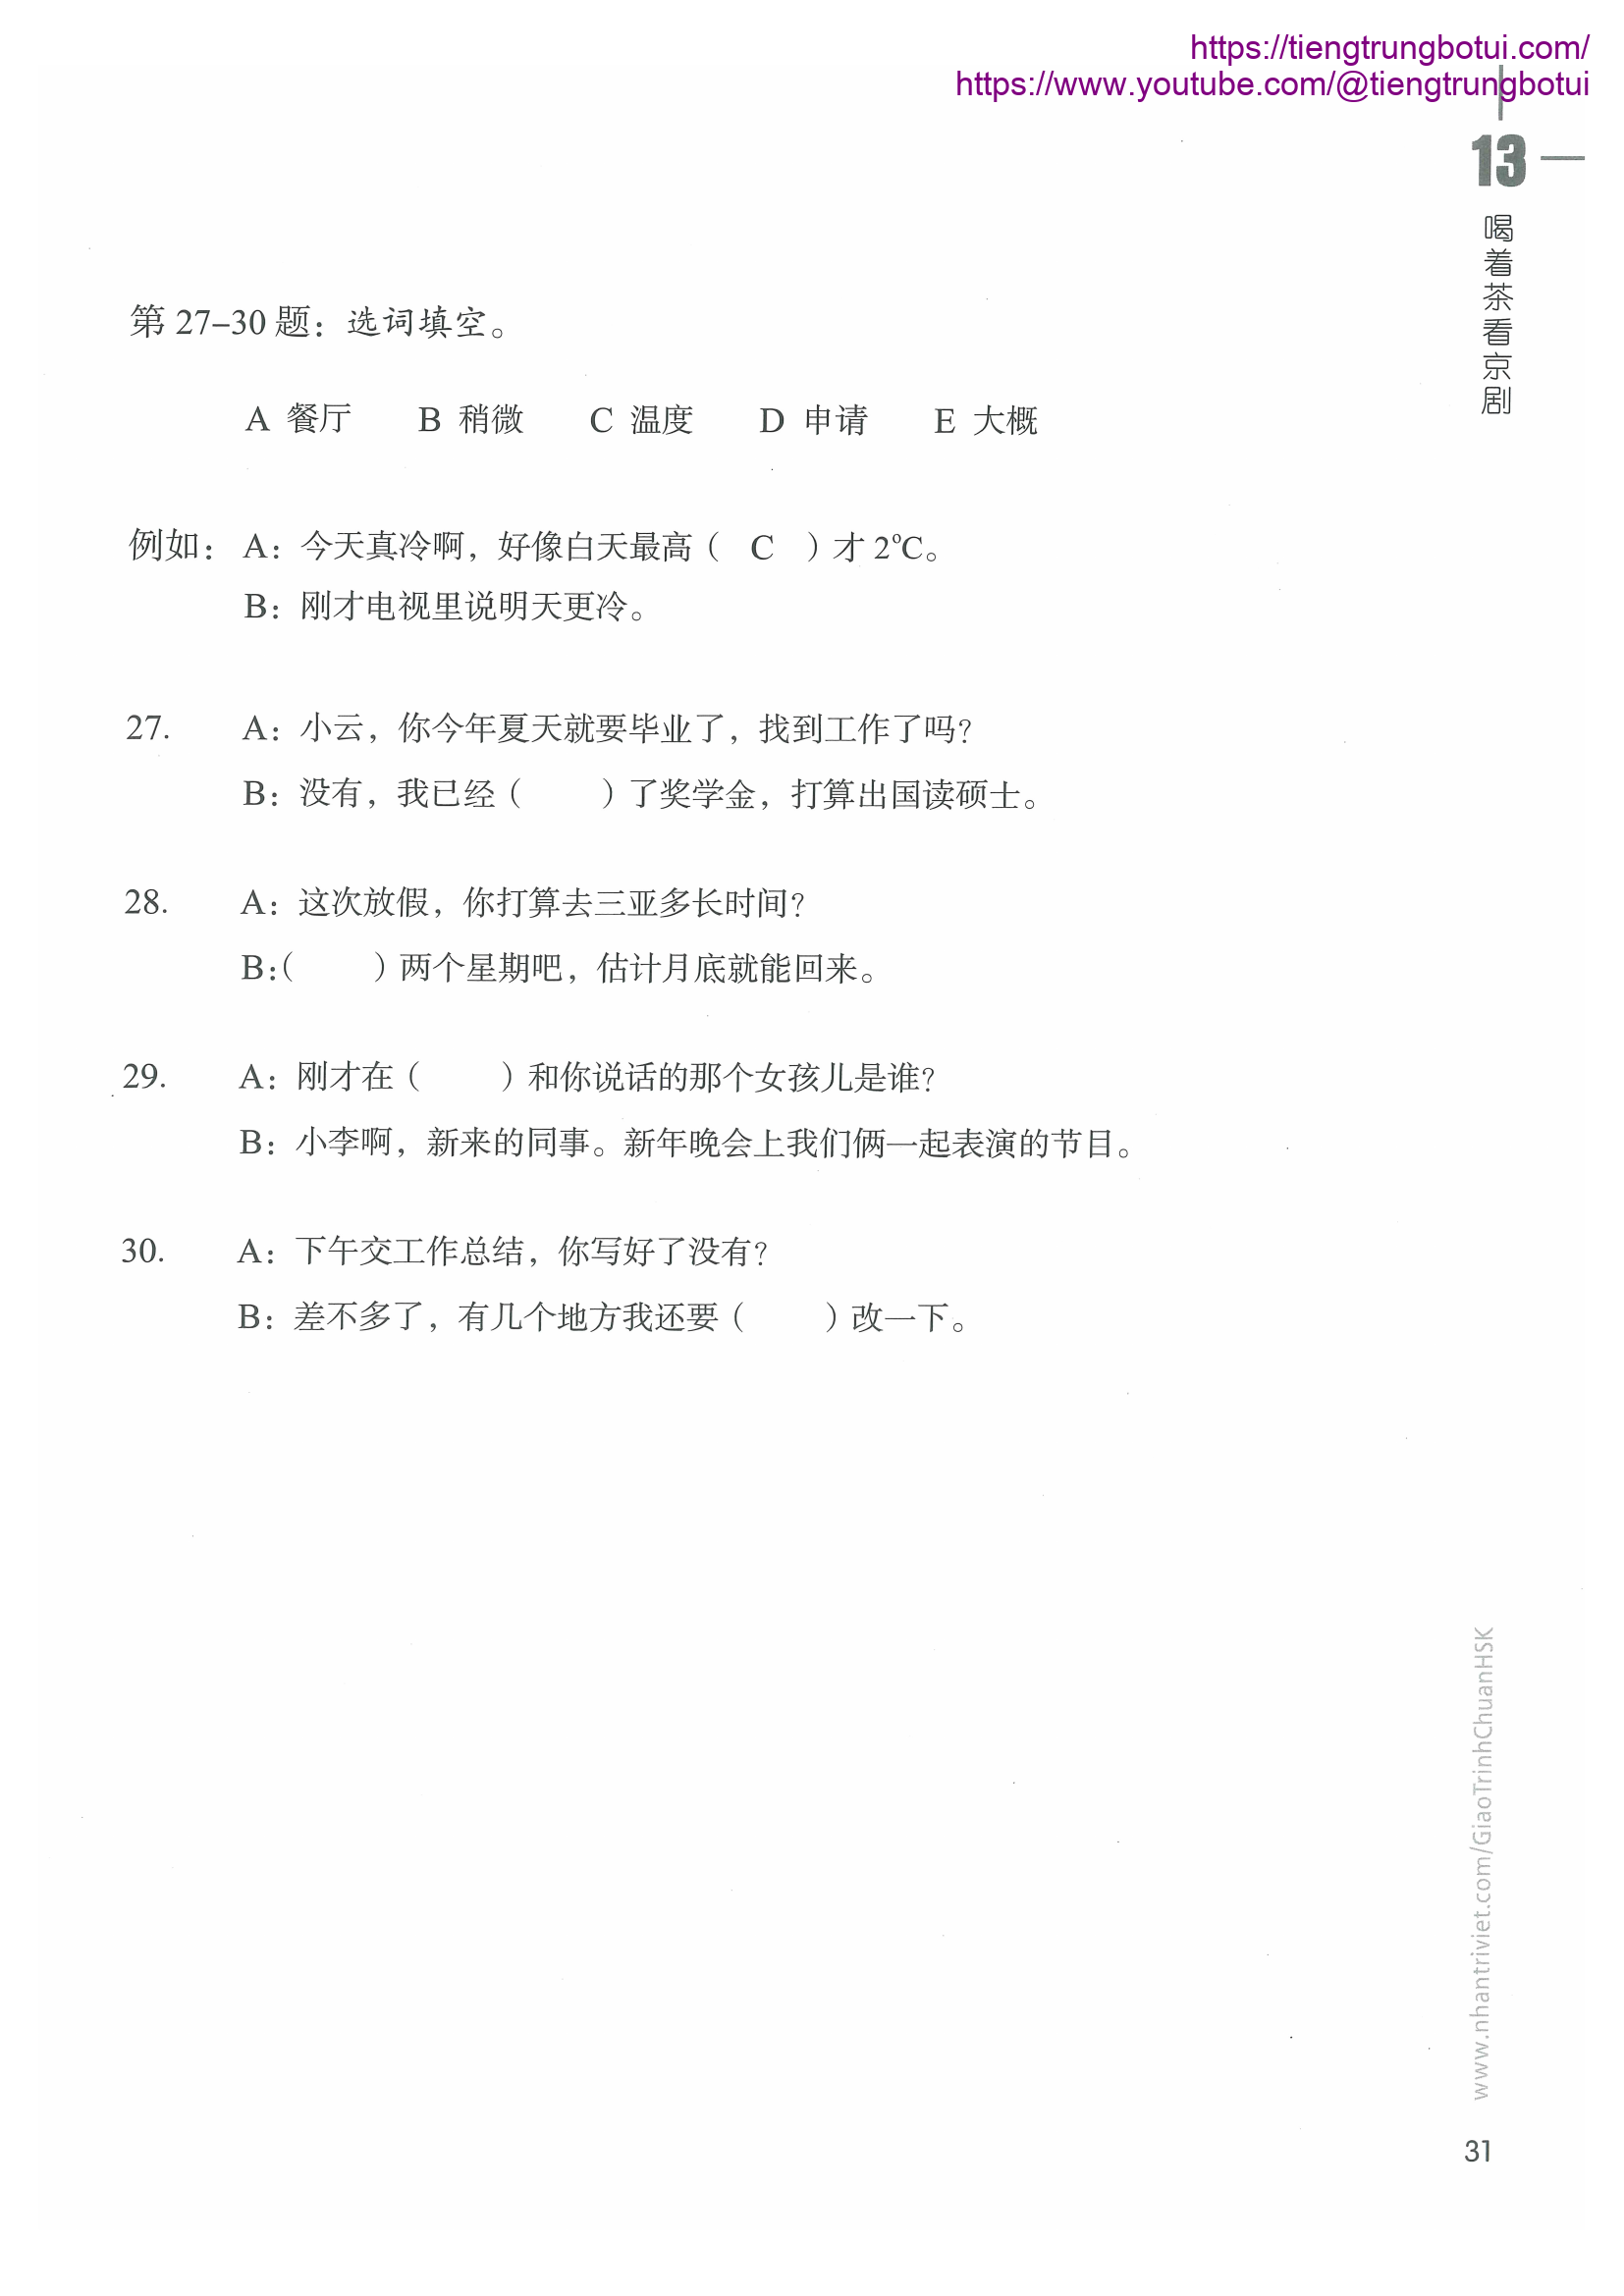 https://tiengtrungbotui.com/
https://www.youtube.com/@tiengtrungbotui
13
喝着茶看京剧
第 27–30 题：选词填空。
A 餐厅 B 稍微 C 温度 D 申请 E 大概
例如： A：今天真冷啊，好像白天最高（ C ）才 2℃。
B：刚才电视里说明天更冷。
27. A：小云，你今年夏天就要毕业了，找到工作了吗？
B：没有，我已经（ ）了奖学金，打算出国读硕士。
28. A：这次放假，你打算去三亚多长时间？
B：（ ）两个星期吧，估计月底就能回来。
29. A：刚才在（ ）和你说话的那个女孩儿是谁？
B：小李啊，新来的同事。新年晚会上我们俩一起表演的节目。
30. A：下午交工作总结，你写好了没有？
B：差不多了，有几个地方我还要（ ）改一下。
www.nhantriviet.com/GiaoTrinhChuanHSK
31